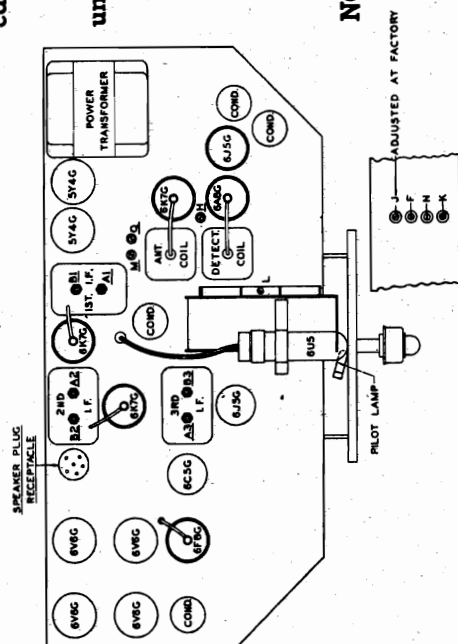 un
No
SPEAKER PLUG
RECEPTACLE
POWER
TRANSFORMER
5Y4G
5Y4G
B1
1ST. I.F.
A1
6K7G
M
O
ANT.
COIL
6K7G
DETECT.
COIL
6A8G
H
6J5G
COND.
COND.
COND.
2ND
I.F.
B2
A2
6K7G
3RD
I.F.
A3
B3
6J5G
6C5G
6F8G
6V6G
6V6G
6V6G
6V6G
COND.
L
6U5
PILOT LAMP
J
ADJUSTED AT FACTORY
F
N
K